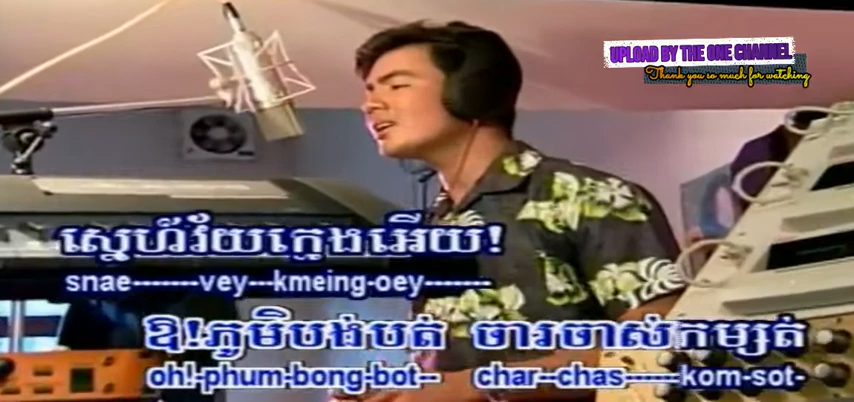 UPLOAD BY THE ONE CHANNEL
Thank you so much for watching
ស្នេហ៍វ័យក្មេងអើយ!
snae-------vey---kmeing-oey-------
ឱ!ភូមិបង់បត់ ចារចាស់កម្សត់
oh!-phum-bong-bot-- char--chas------kom-sot-